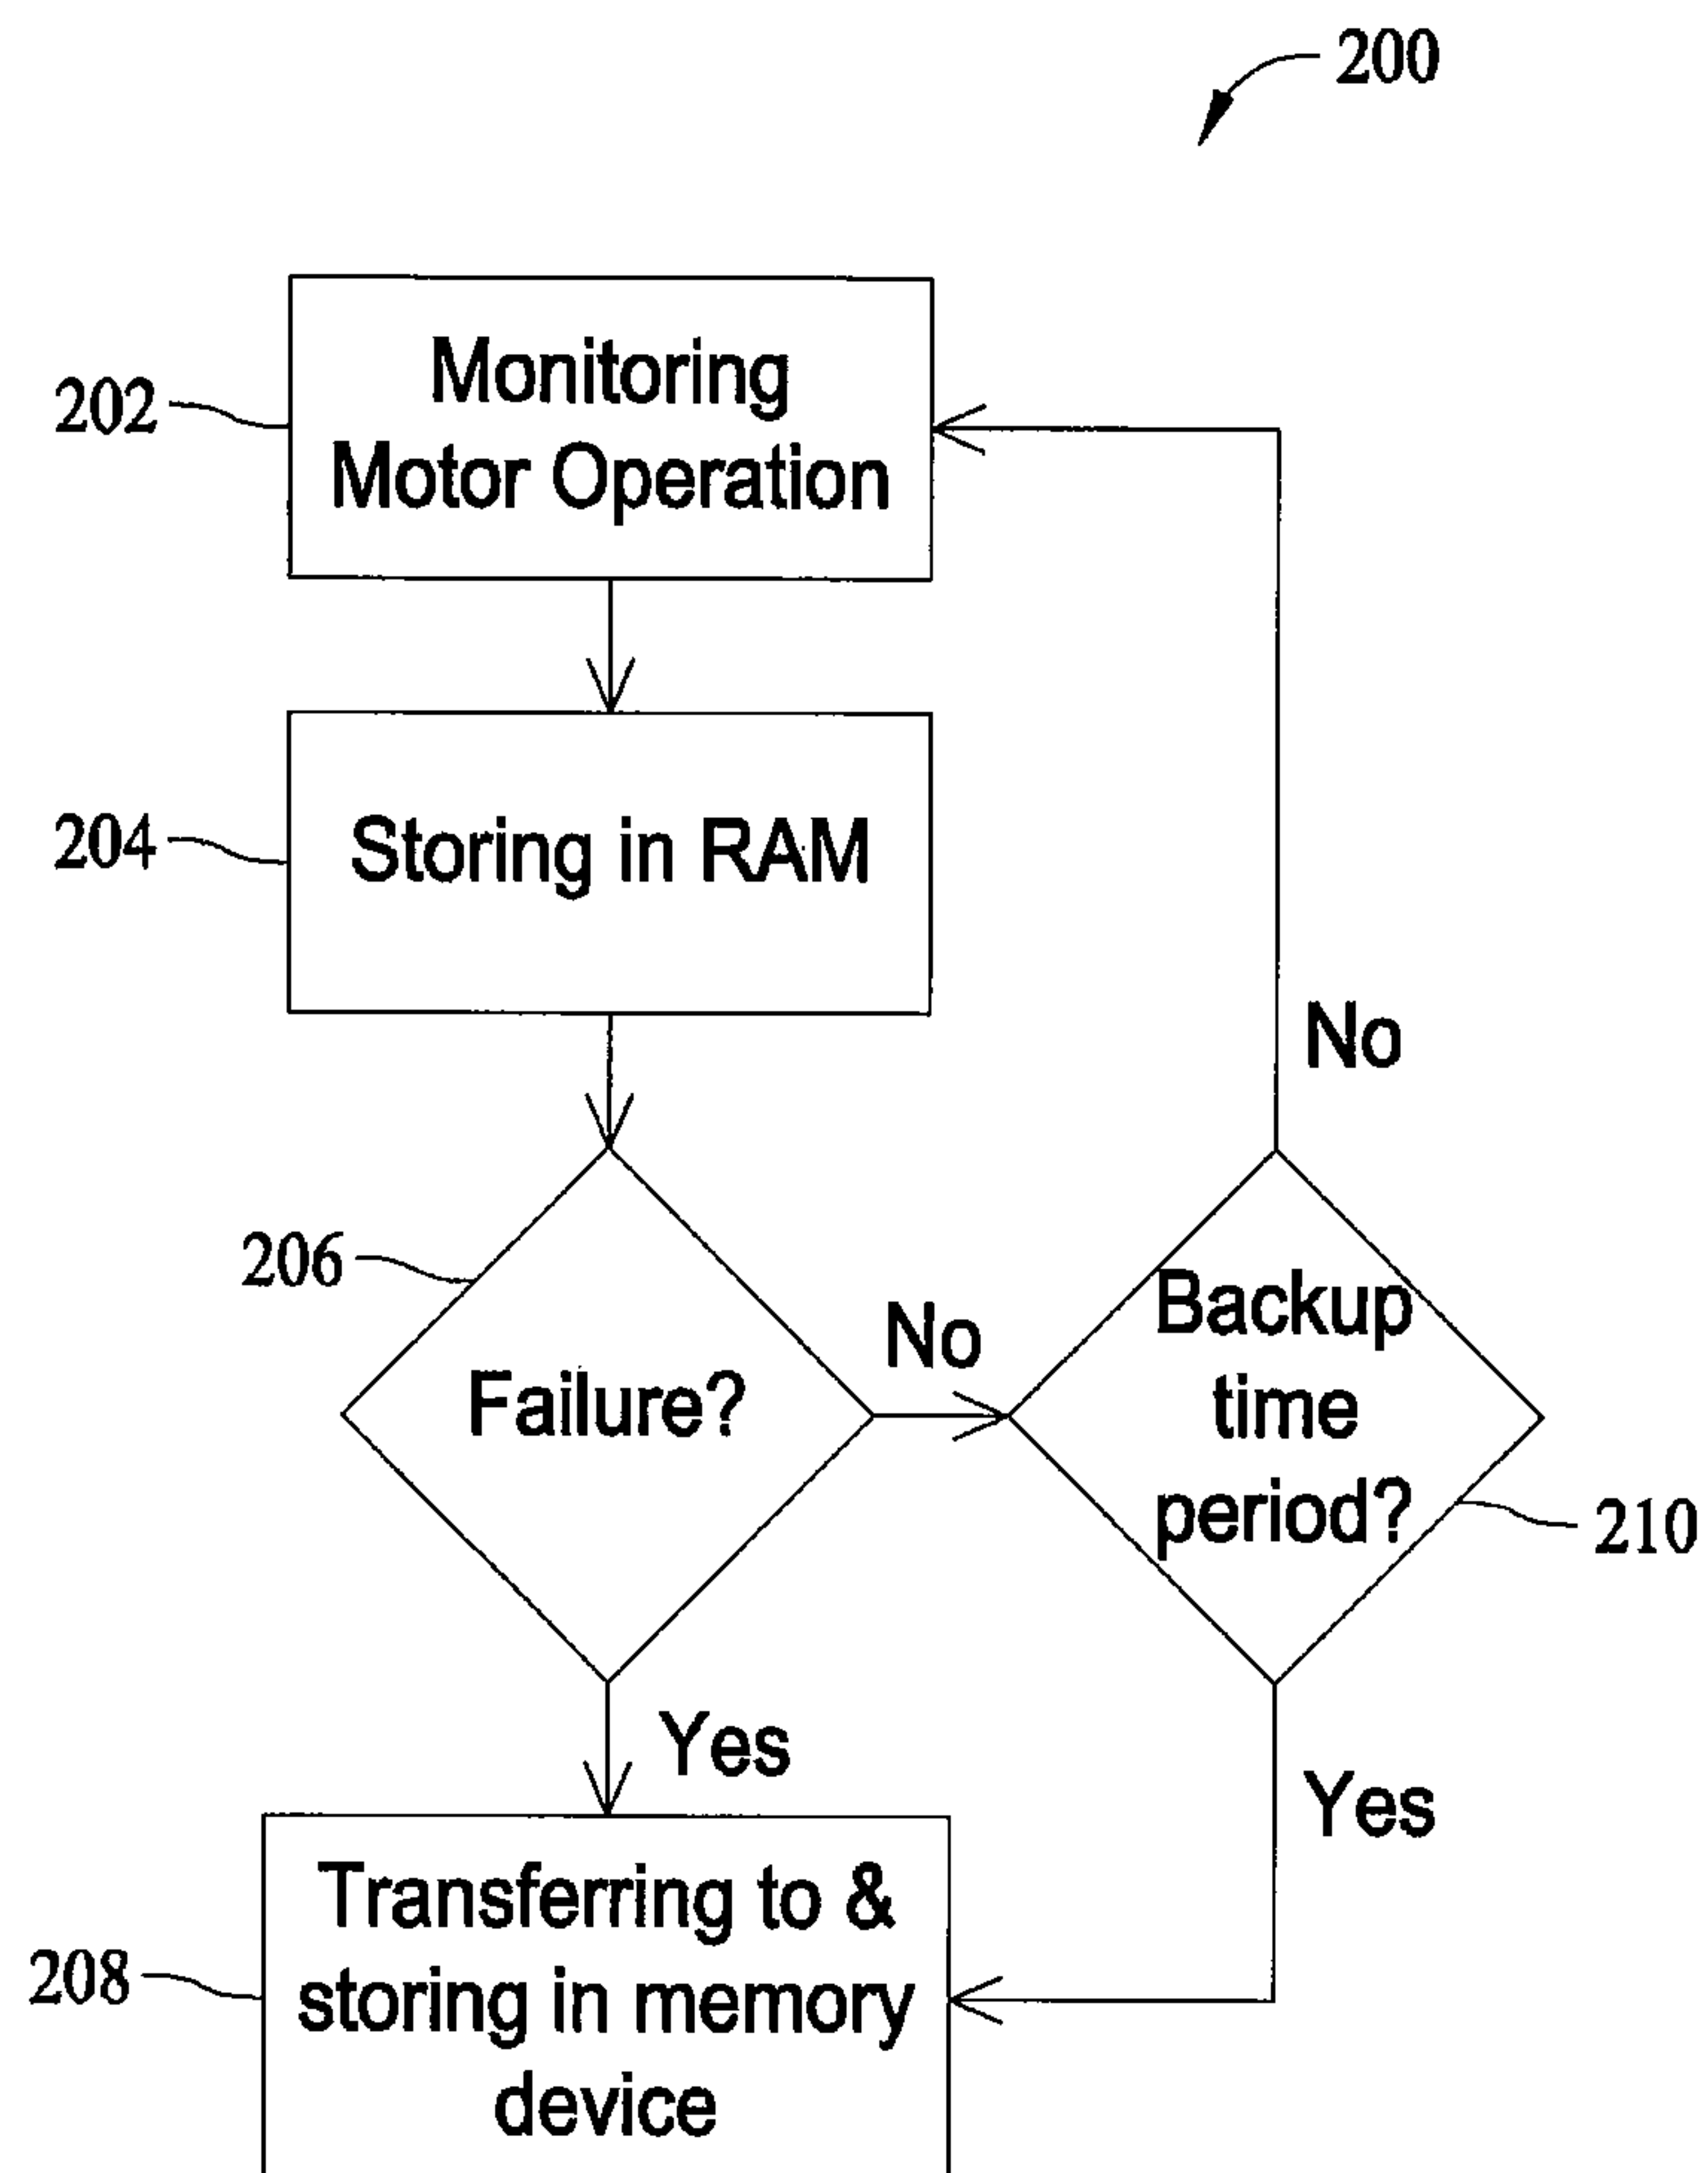 200
202
Monitoring
Motor Operation
204
Storing in RAM
No
206
Failure?
No
Backup
time
period?
210
Yes
Yes
208
Transferring to &
storing in memory
device